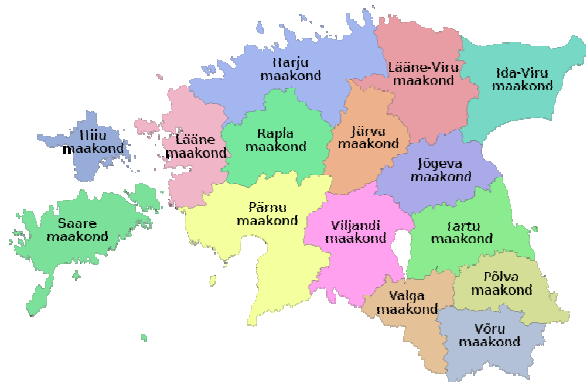 Harju
maakond
Lääne-Viru
maakond
Ida-Viru
maakond
Hiiu
maakond
Lääne
maakond
Rapla
maakond
Järva
maakond
Jõgeva
maakond
Saare
maakond
Pärnu
maakond
Viljandi
maakond
Tartu
maakond
Valga
maakond
Põlva
maakond
Võru
maakond